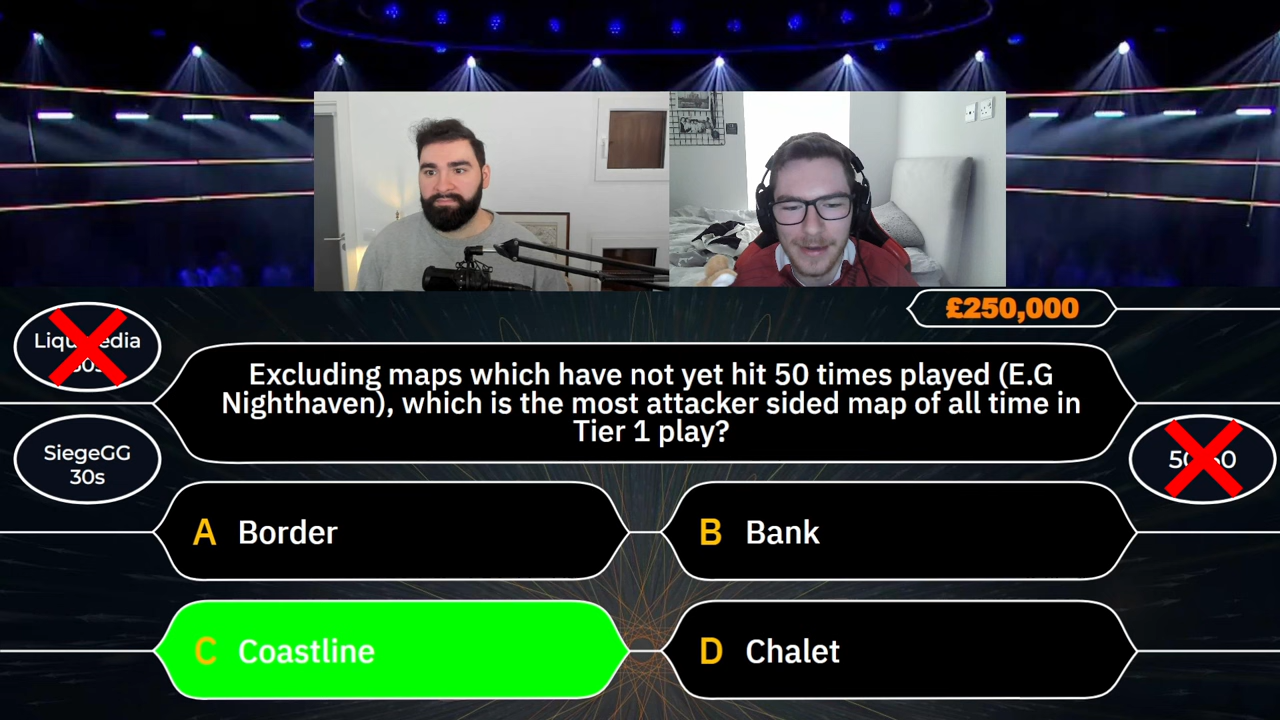 £250,000
Excluding maps which have not yet hit 50 times played (E.G
Nighthaven), which is the most attacker sided map of all time in
Tier 1 play?
SiegeGG
30s
A Border
B Bank
C Coastline
D Chalet